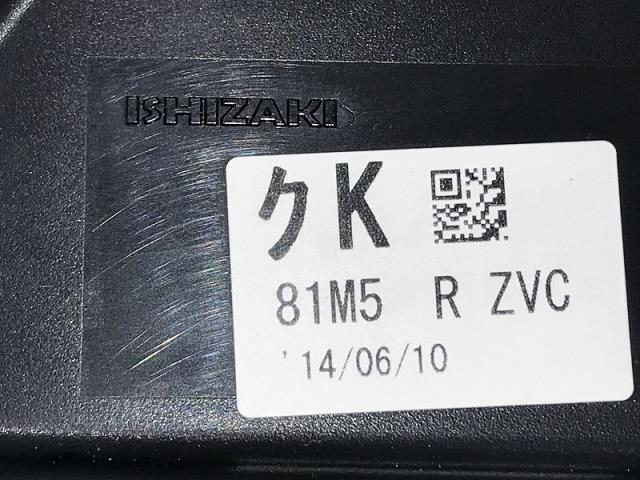 ISHIZAKI
クK
81M5 R ZVC
'14/06/10